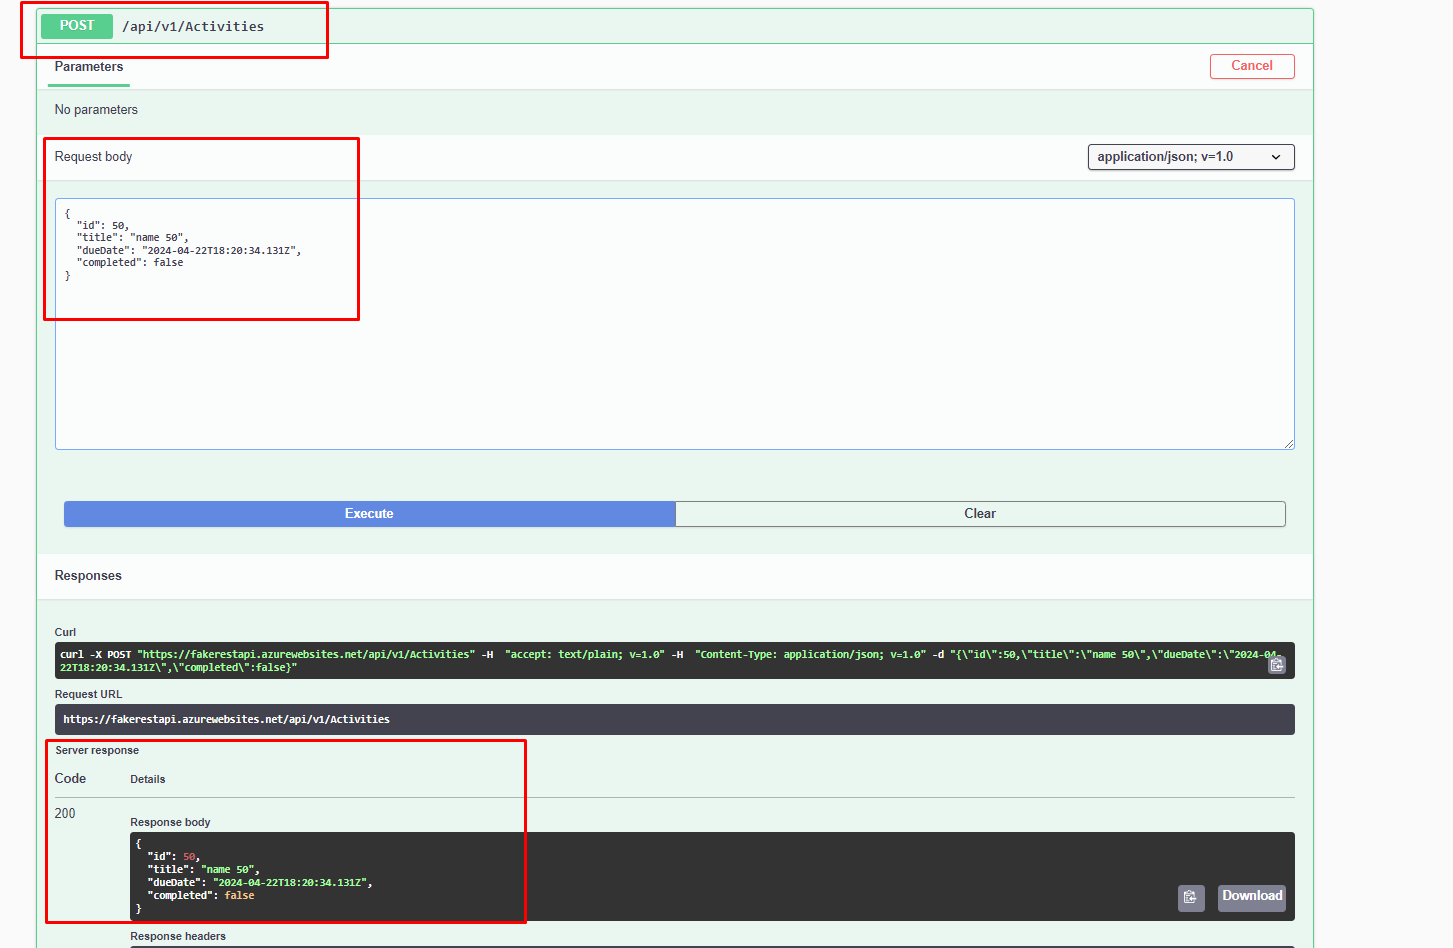 POST /api/v1/Activities
Parameters
Cancel
No parameters
Request body
application/json; v=1.0
{
  "id": 50,
  "title": "name 50",
  "dueDate": "2024-04-22T18:20:34.131Z",
  "completed": false
}
Execute
Clear
Responses
Curl
curl -X POST "https://fakerestapi.azurewebsites.net/api/v1/Activities" -H  "accept: text/plain; v=1.0" -H  "Content-Type: application/json; v=1.0" -d "{\"id\":50,\"title\":\"name 50\",\"dueDate\":\"2024-04-
22T18:20:34.131Z\",\"completed\":false}"
Request URL
https://fakerestapi.azurewebsites.net/api/v1/Activities
Server response
Code Details
200
Response body
{
  "id": 50,
  "title": "name 50",
  "dueDate": "2024-04-22T18:20:34.131Z",
  "completed": false
}
Download
Response headers